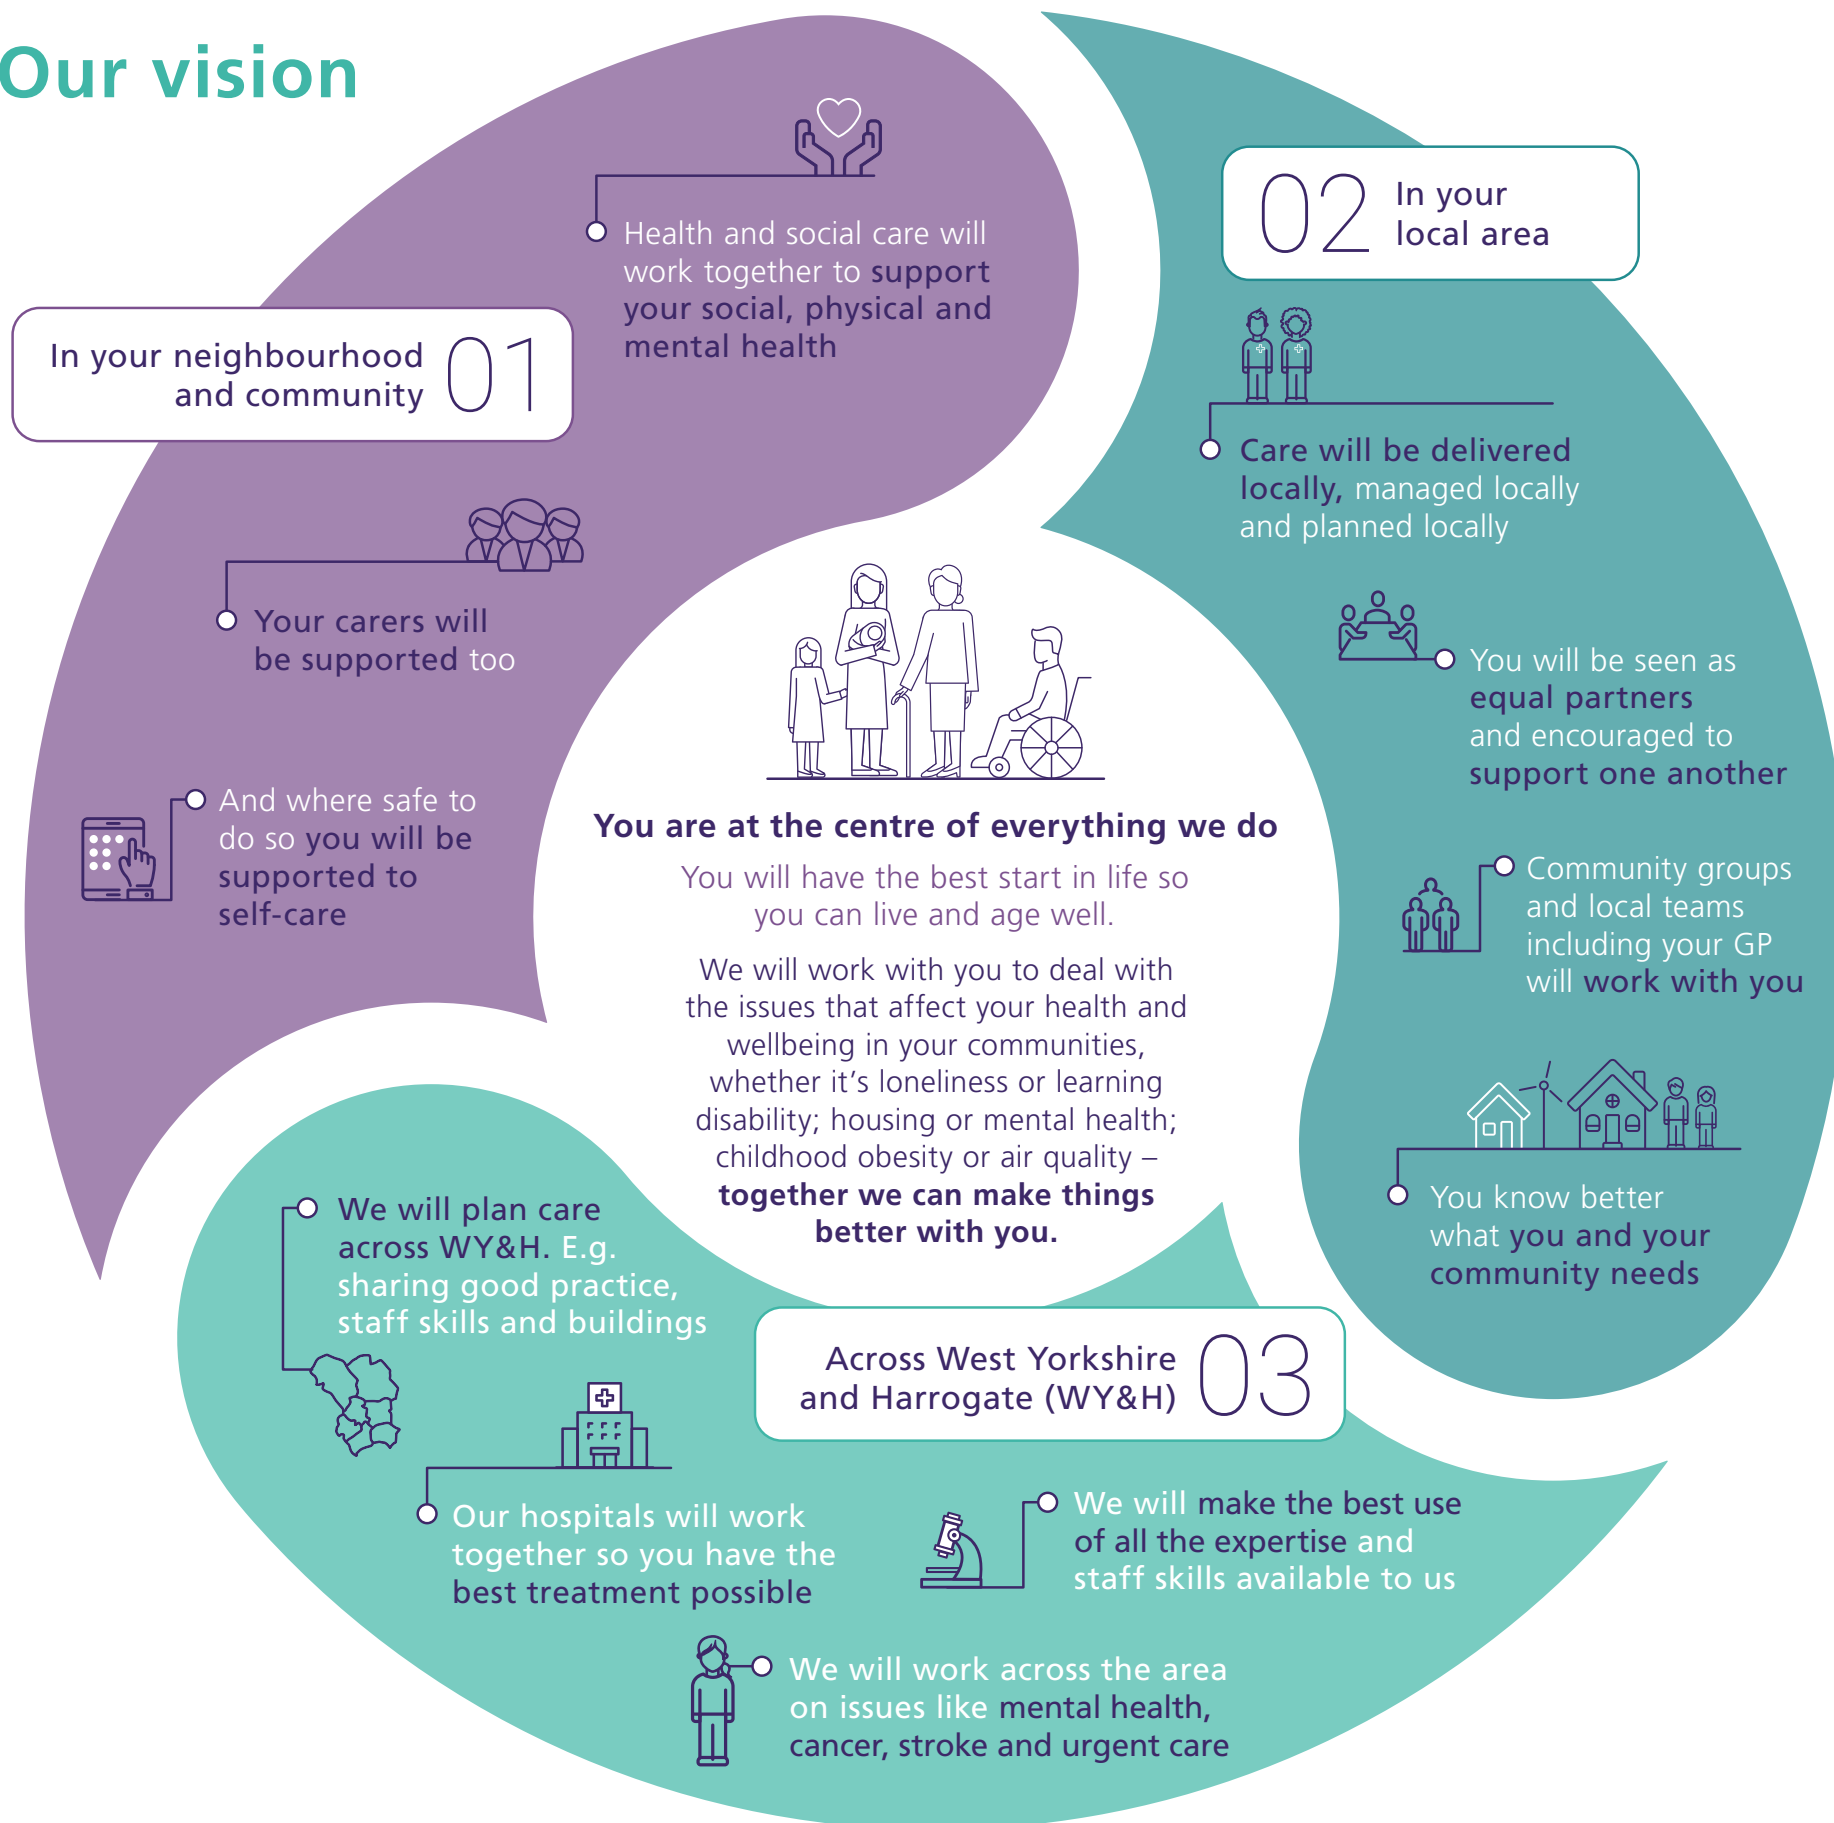 Our vision
In your neighbourhood
and community
01
Health and social care will
work together to support
your social, physical and
mental health
Your carers will
be supported too
And where safe to
do so you will be
supported to
self-care
02
In your
local area
Care will be delivered
locally, managed locally
and planned locally
You will be seen as
equal partners
and encouraged to
support one another
Community groups
and local teams
including your GP
will work with you
You know better
what you and your
community needs
You are at the centre of everything we do
You will have the best start in life so
you can live and age well.
We will work with you to deal with
the issues that affect your health and
wellbeing in your communities,
whether it's loneliness or learning
disability; housing or mental health;
childhood obesity or air quality –
together we can make things
better with you.
Across West Yorkshire
and Harrogate (WY&H)
03
We will plan care
across WY&H. E.g.
sharing good practice,
staff skills and buildings
Our hospitals will work
together so you have the
best treatment possible
We will make the best use
of all the expertise and
staff skills available to us
We will work across the area
on issues like mental health,
cancer, stroke and urgent care